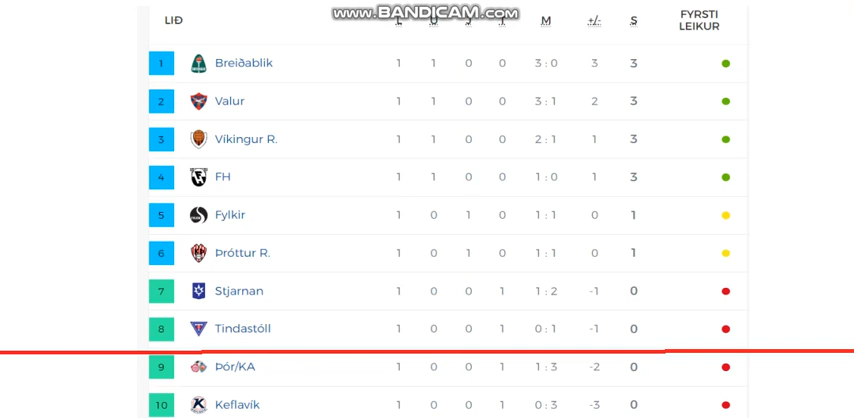 www.BANDICAM.com
LIÐ L U J T M +/- S FYRSTI LEIKUR
1 Breiðablik 1 1 0 0 3 : 0 3 3
2 Valur 1 1 0 0 3 : 1 2 3
3 Víkingur R. 1 1 0 0 2 : 1 1 3
4 FH 1 1 0 0 1 : 0 1 3
5 Fylkir 1 0 1 0 1 : 1 0 1
6 Þróttur R. 1 0 1 0 1 : 1 0 1
7 Stjarnan 1 0 0 1 1 : 2 -1 0
8 Tindastóll 1 0 0 1 0 : 1 -1 0
9 Þór/KA 1 0 0 1 1 : 3 -2 0
10 Keflavík 1 0 0 1 0 : 3 -3 0